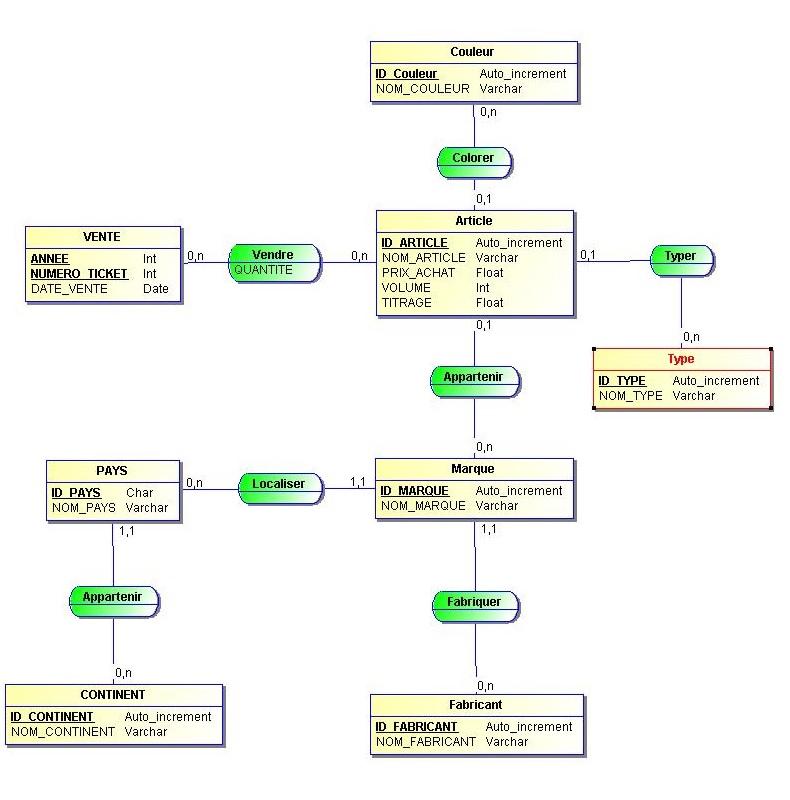 Couleur
ID_Couleur Auto_increment
NOM_COULEUR Varchar
0,n
Colorer
0,1
Article
ID_ARTICLE Auto_increment
NOM_ARTICLE Varchar
PRIX_ACHAT Float
VOLUME Int
TITRAGE Float
VENTE
ANNEE Int
NUMERO_TICKET Int
DATE_VENTE Date
0,n
Vendre
QUANTITE
0,n
0,1
Typer
0,n
Type
ID_TYPE Auto_increment
NOM_TYPE Varchar
0,1
Appartenir
0,n
Marque
ID_MARQUE Auto_increment
NOM_MARQUE Varchar
PAYS
ID_PAYS Char
NOM_PAYS Varchar
0,n
Localiser
1,1
1,1
Appartenir
0,n
CONTINENT
ID_CONTINENT Auto_increment
NOM_CONTINENT Varchar
1,1
Fabriquer
0,n
Fabricant
ID_FABRICANT Auto_increment
NOM_FABRICANT Varchar